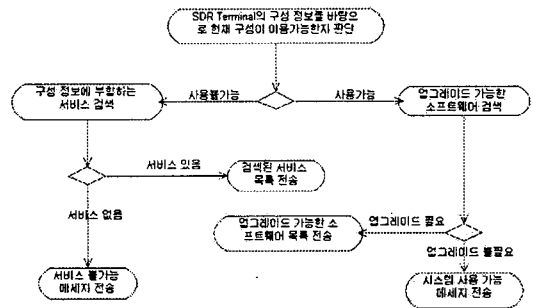 SDR Terminal의 구성 정보를 바탕으
로 현재 구성이 이용가능한지 판단
구성 정보에 부합하는
서비스 검색
사용불가능
사용가능
업그레이드 가능한
소프트웨어 검색
서비스 있음
검색된 서비스
목록 전송
서비스 없음
업그레이드 가능한 소
프트웨어 목록 전송
업그레이드 필요
업그레이드 불필요
서비스 불가능
메세지 전송
시스템 사용 가능
메세지 전송